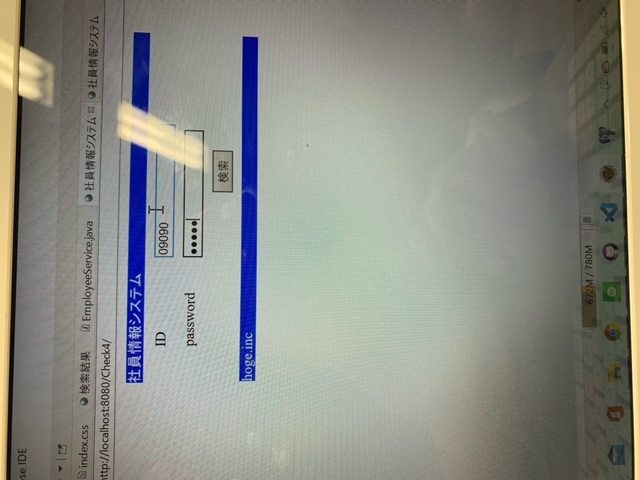 ose IDE
index.css 検索結果 EmployeeService.java 社員情報システム 社員情報システム
http://localhost:8080/Check4/
社員情報システム
ID 09090
password ●●●●●
検索
hoge.inc
672M / 780M